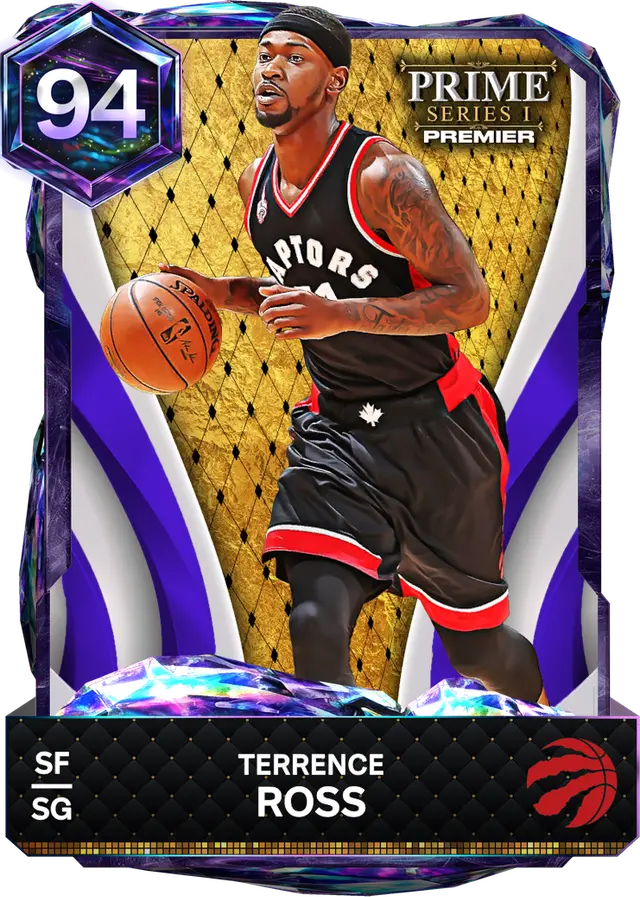 94
PRIME
SERIES I
PREMIER
SPALDING
APTORS
SF
SG
TERRENCE
ROSS